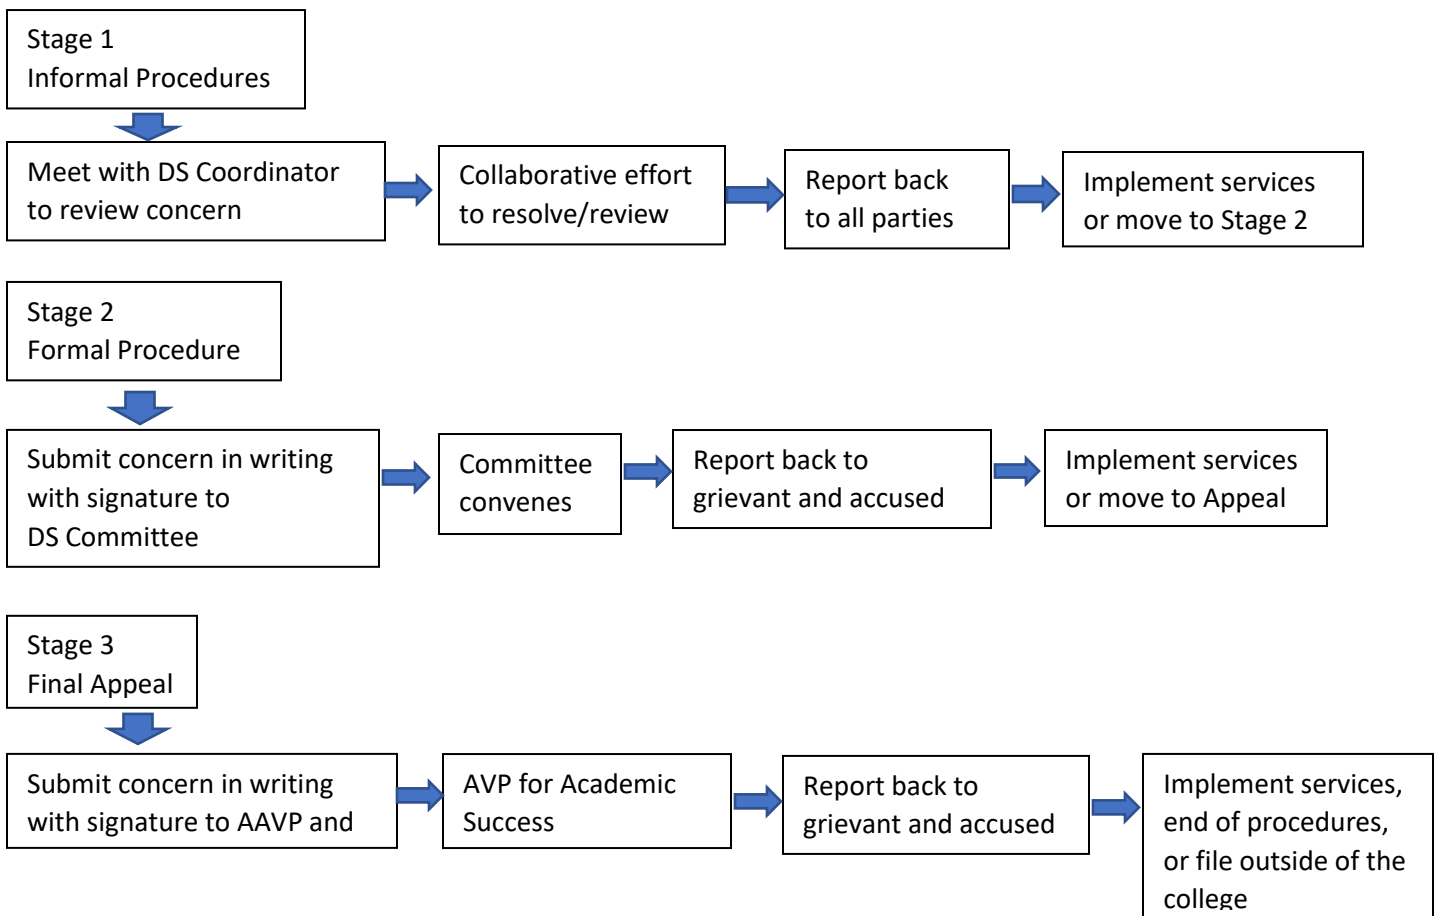 Stage 1
Informal Procedures
Meet with DS Coordinator
to review concern
Collaborative effort
to resolve/review
Report back
to all parties
Implement services
or move to Stage 2
Stage 2
Formal Procedure
Submit concern in writing
with signature to
DS Committee
Committee
convenes
Report back to
grievant and accused
Implement services
or move to Appeal
Stage 3
Final Appeal
Submit concern in writing
with signature to AAVP and
AVP for Academic
Success
Report back to
grievant and accused
Implement services,
end of procedures,
or file outside of the
college